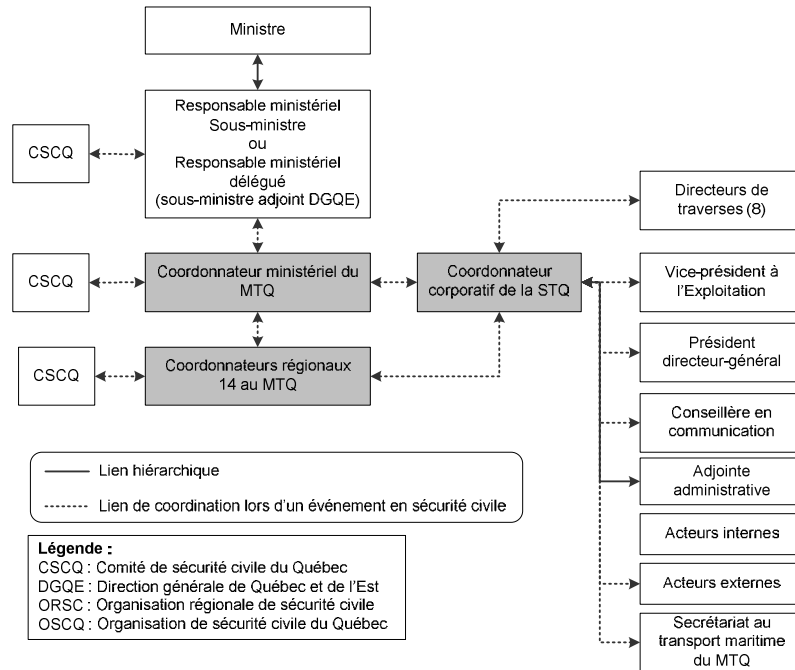 Ministre
Responsable ministériel
Sous-ministre
ou
Responsable ministériel
délégué
(sous-ministre adjoint DGQE)
CSCQ
Directeurs de
traverses (8)
CSCQ
Coordonnateur ministériel du
MTQ
Coordonnateur
corporatif de la STQ
Vice-président à
l'Exploitation
CSCQ
Coordonnateurs régionaux
14 au MTQ
Président
directeur-général
Conseillère en
communication
Adjointe
administrative
Acteurs internes
Acteurs externes
Secrétariat au
transport maritime
du MTQ
Lien hiérarchique
Lien de coordination lors d'un événement en sécurité civile
Légende :
CSCQ : Comité de sécurité civile du Québec
DGQE : Direction générale de Québec et de l'Est
ORSC : Organisation régionale de sécurité civile
OSCQ : Organisation de sécurité civile du Québec